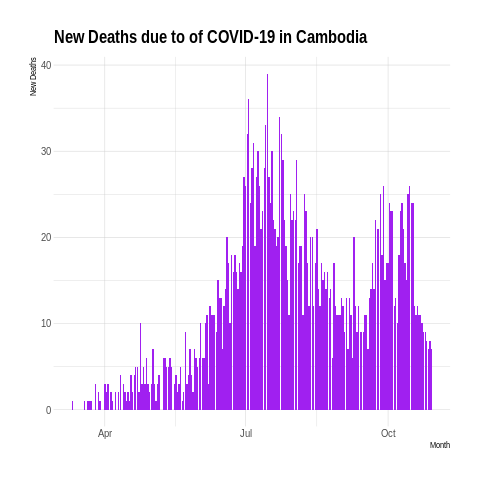 New Deaths due to of COVID-19 in Cambodia
New Deaths
40
30
20
10
0
Apr
Jul
Oct
Month